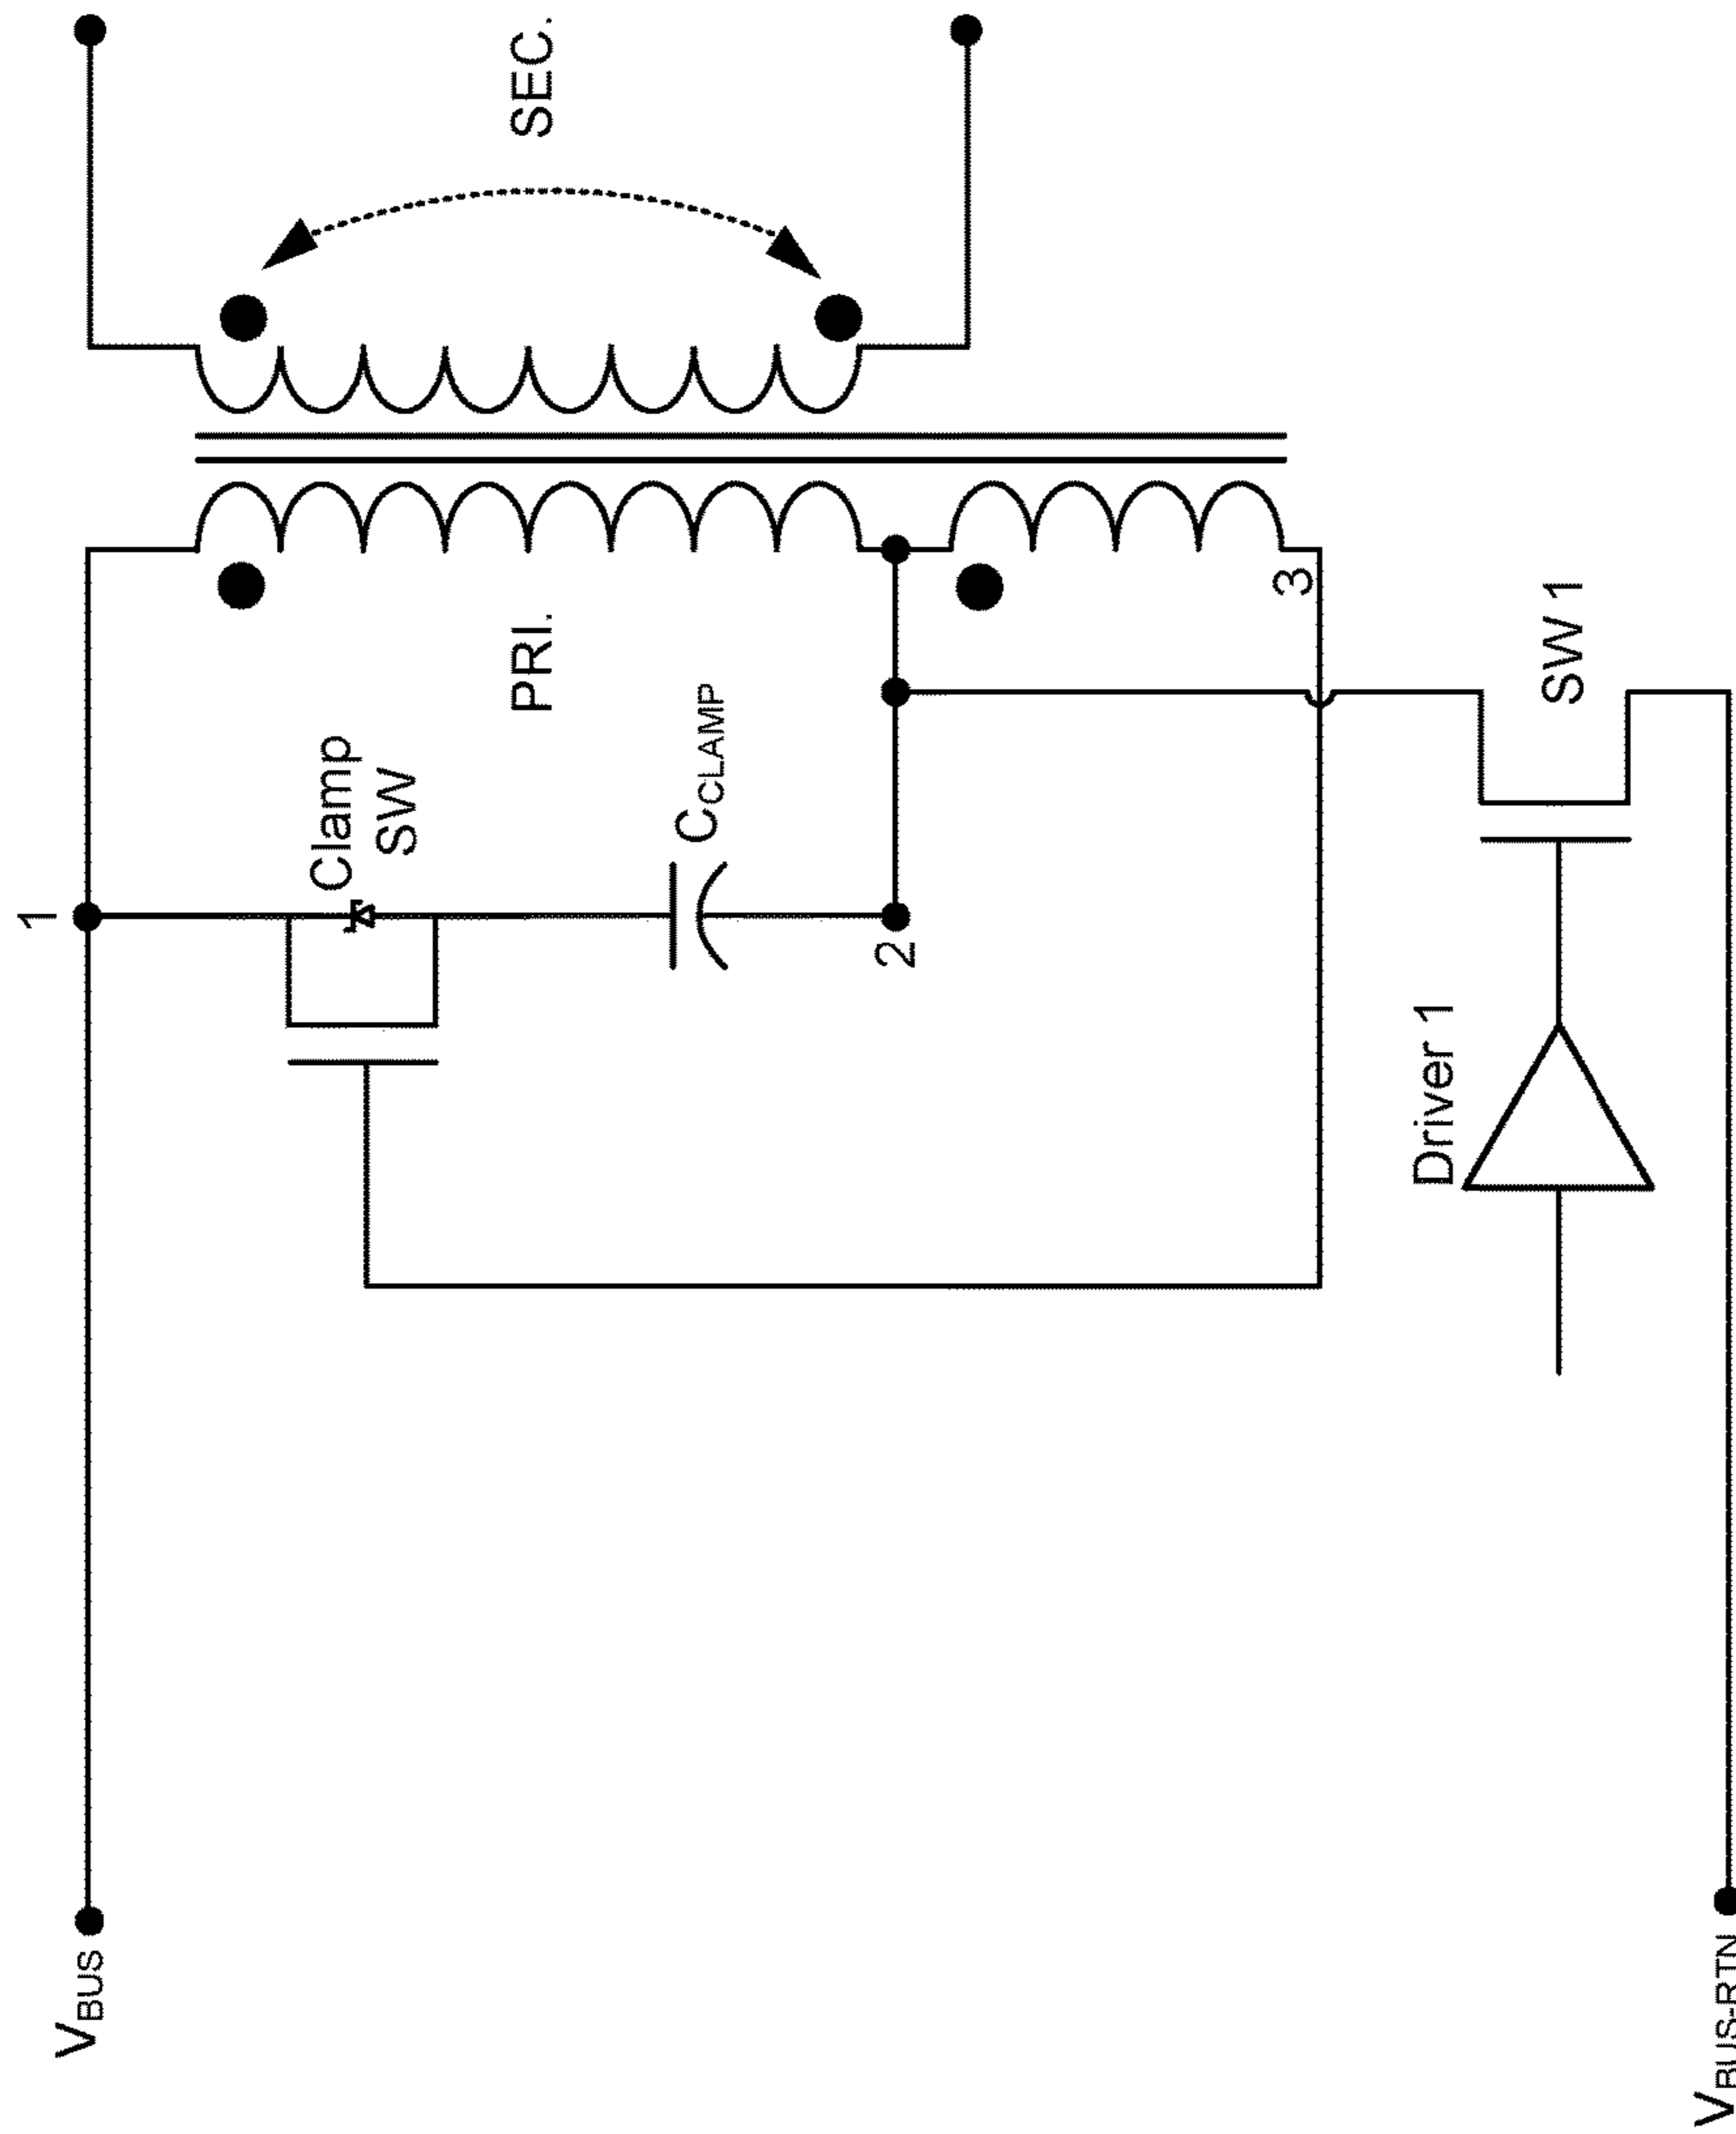 V_BUS
1
Clamp
SW
C_CLAMP
2
PRI.
3
SEC.
Driver 1
SW 1
V_BUS-RTN